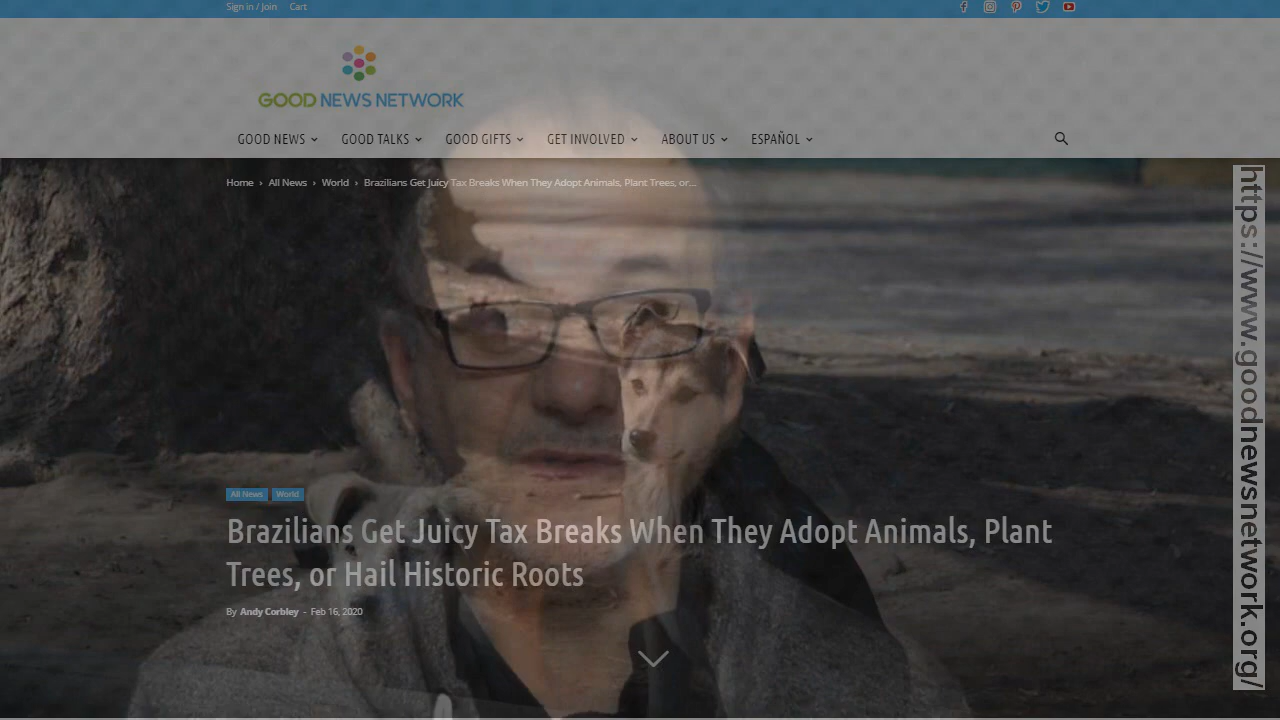 Sign in / Join Cart
GOOD NEWS NETWORK
GOOD NEWS GOOD TALKS GOOD GIFTS GET INVOLVED ABOUT US ESPAÑOL
Home › All News › World › Brazilians Get Juicy Tax Breaks When They Adopt Animals, Plant Trees, or...
https://www.goodnewsnetwork.org/
All News World
Brazilians Get Juicy Tax Breaks When They Adopt Animals, Plant
Trees, or Hail Historic Roots
By Andy Corbley - Feb 16, 2020